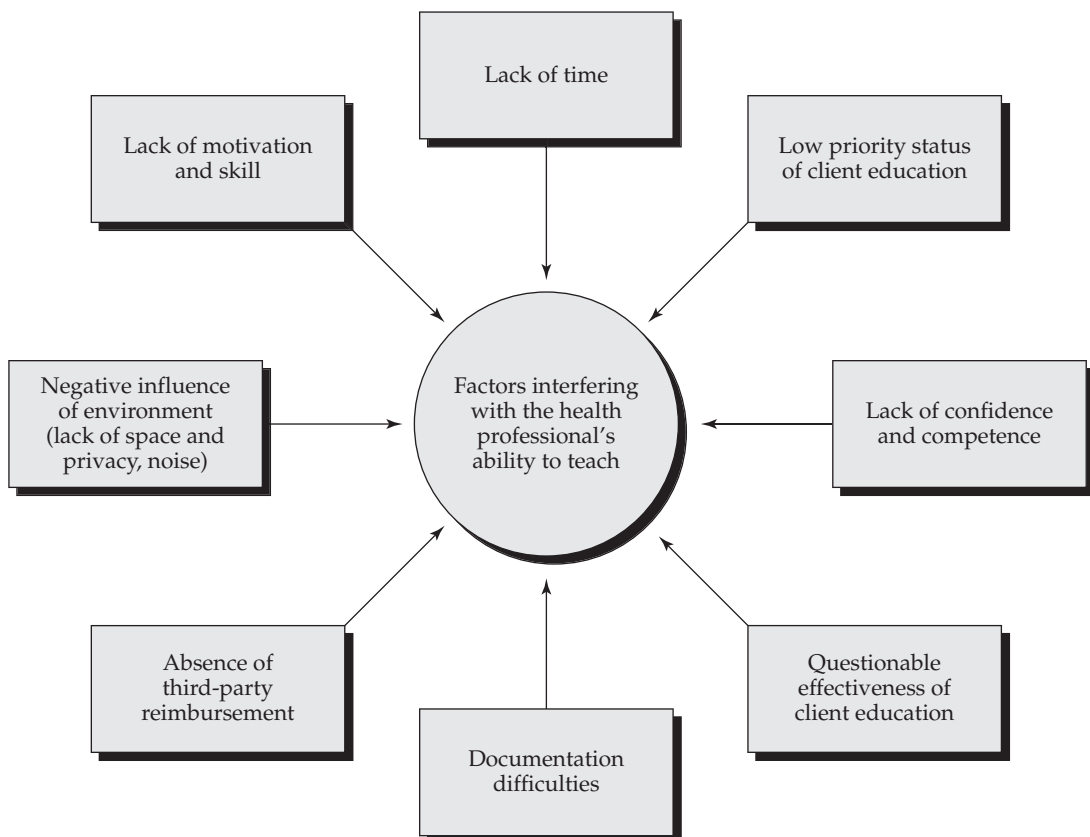 Lack of time
Lack of motivation
and skill
Low priority status
of client education
Negative influence
of environment
(lack of space and
privacy, noise)
Factors interfering
with the health
professional’s
ability to teach
Lack of confidence
and competence
Absence of
third-party
reimbursement
Questionable
effectiveness of
client education
Documentation
difficulties